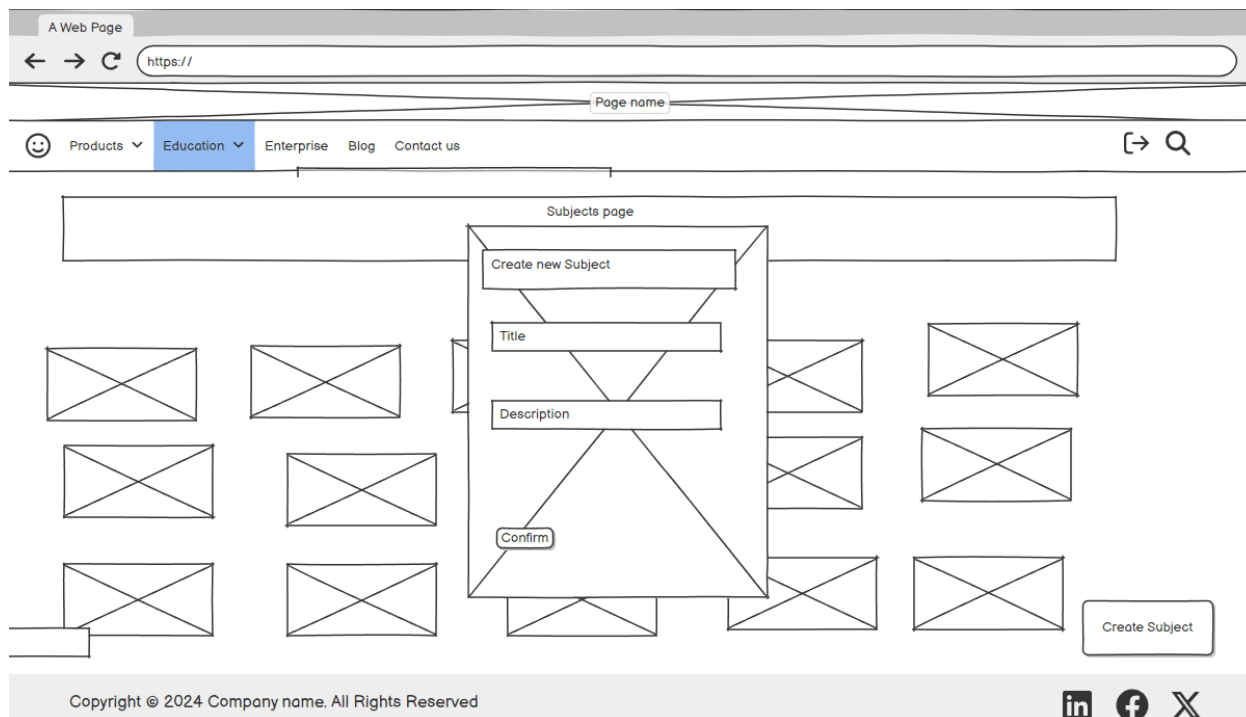 A Web Page
https://
Page name
Products Education Enterprise Blog Contact us
Subjects page
Create new Subject
Title
Description
Confirm
Create Subject
Copyright © 2024 Company name. All Rights Reserved